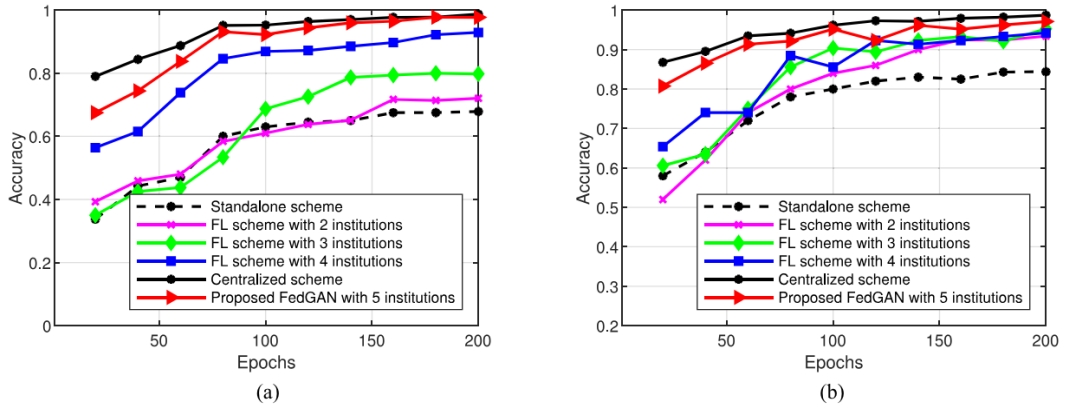 1
0.8
0.6
0.4
0.2
0
Accuracy
50
100
150
200
Epochs
Standalone scheme
FL scheme with 2 institutions
FL scheme with 3 institutions
FL scheme with 4 institutions
Centralized scheme
Proposed FedGAN with 5 institutions
(a)
1
0.9
0.8
0.7
0.6
0.5
0.4
0.3
0.2
Accuracy
50
100
150
200
Epochs
Standalone scheme
FL scheme with 2 institutions
FL scheme with 3 institutions
FL scheme with 4 institutions
Centralized scheme
Proposed FedGAN with 5 institutions
(b)